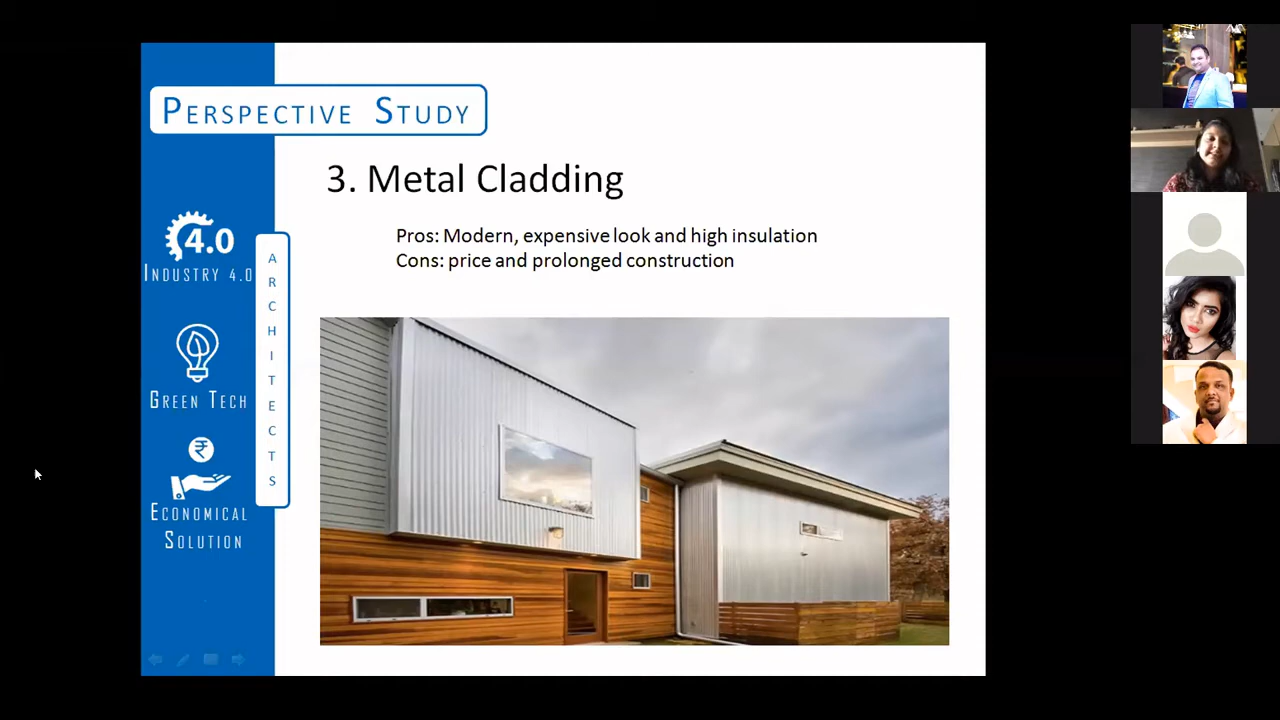 PERSPECTIVE STUDY
3. Metal Cladding
Pros: Modern, expensive look and high insulation
Cons: price and prolonged construction
4.0
INDUSTRY 4.0
GREEN TECH
₹
ECONOMICAL
SOLUTION
ARCHITECTS